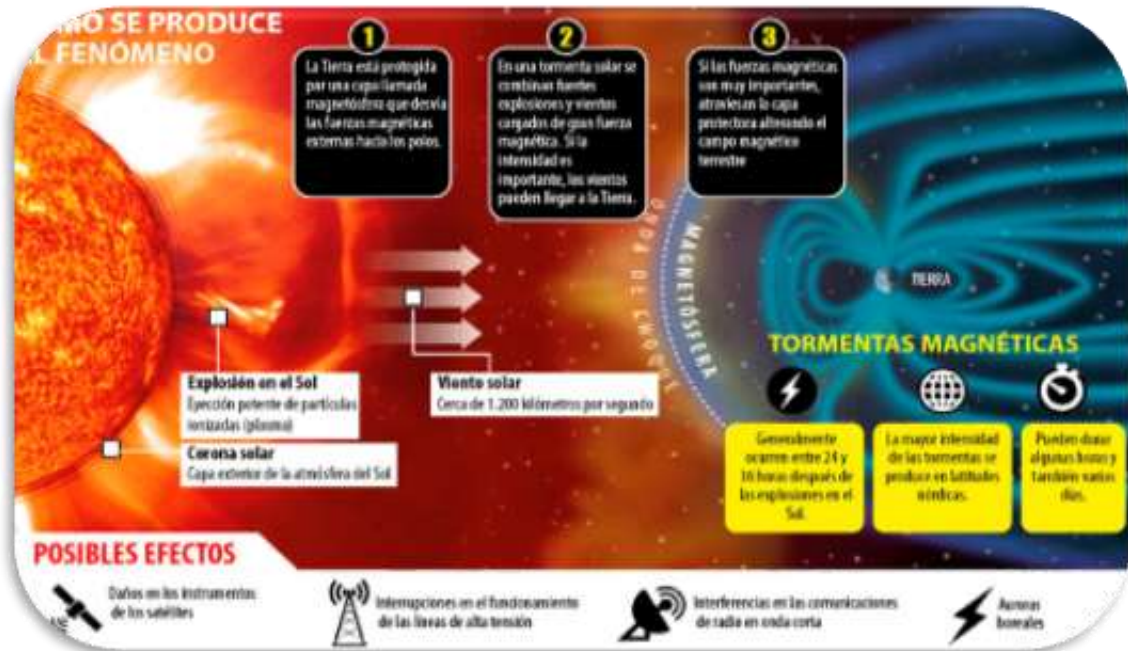 SE PRODUCE
FENÓMENO
1
La Tierra está protegida
por una capa llamada
magnetósfera que desvía
las fuerzas magnéticas
externas hacia los polos.
2
En una tormenta solar se
combinan fuertes
explosiones y vientos
cargados de gran fuerza
magnética. Si la
intensidad es
importante, los vientos
pueden llegar a la Tierra.
3
Si las fuerzas magnéticas
son muy importantes,
atraviesan la capa
protectora alterando el
campo magnético
terrestre
ONDA DE CHOQUE
MAGNETÓSFERA
TIERRA
Explosión en el Sol
Eyección potente de partículas
ionizadas (plasma)
Corona solar
Capa exterior de la atmósfera del Sol
Viento solar
Cerca de 1.200 kilómetros por segundo
TORMENTAS MAGNÉTICAS
Generalmente
ocurren entre 24 y
36 horas después de
las explosiones en el
Sol.
La mayor intensidad
de las tormentas se
produce en latitudes
nórdicas.
Pueden durar
algunas horas y
también varios
días.
POSIBLES EFECTOS
Daños en los instrumentos
de los satélites
Interrupciones en el funcionamiento
de las líneas de alta tensión
Interferencias en las comunicaciones
de radio en onda corta
Auroras
boreales